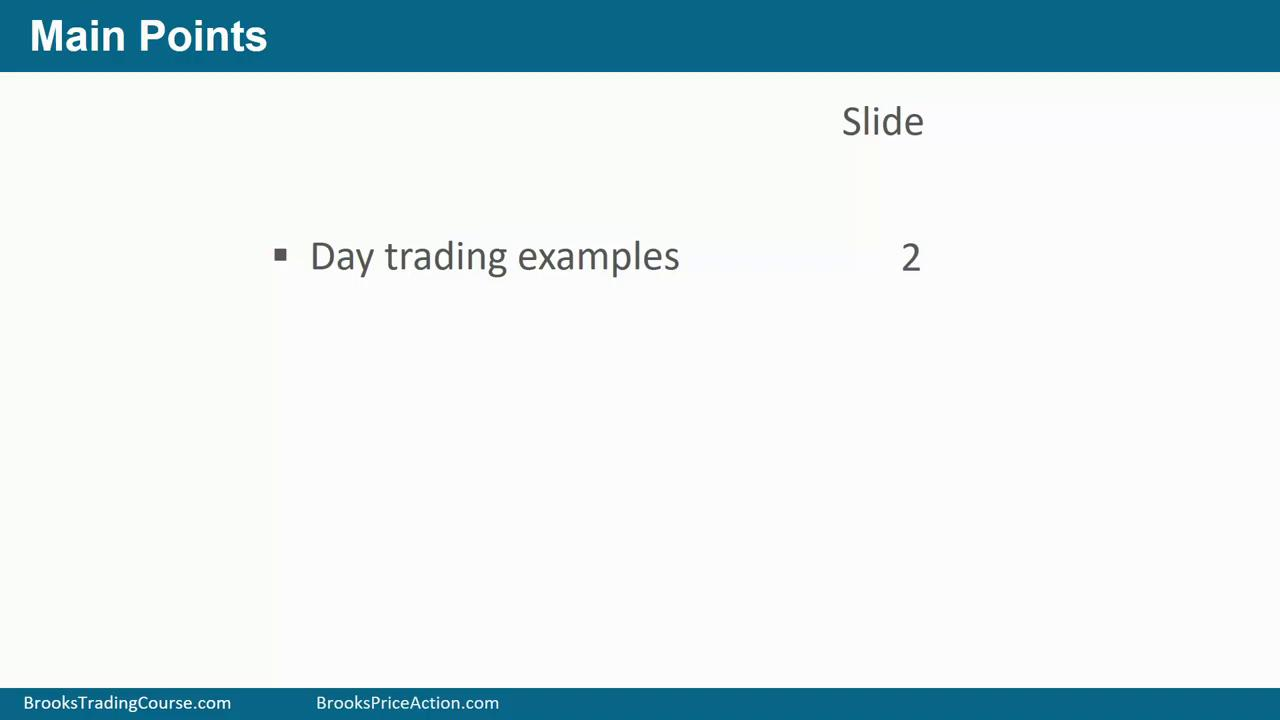 Main Points
Slide
▪ Day trading examples 2
BrooksTradingCourse.com BrooksPriceAction.com